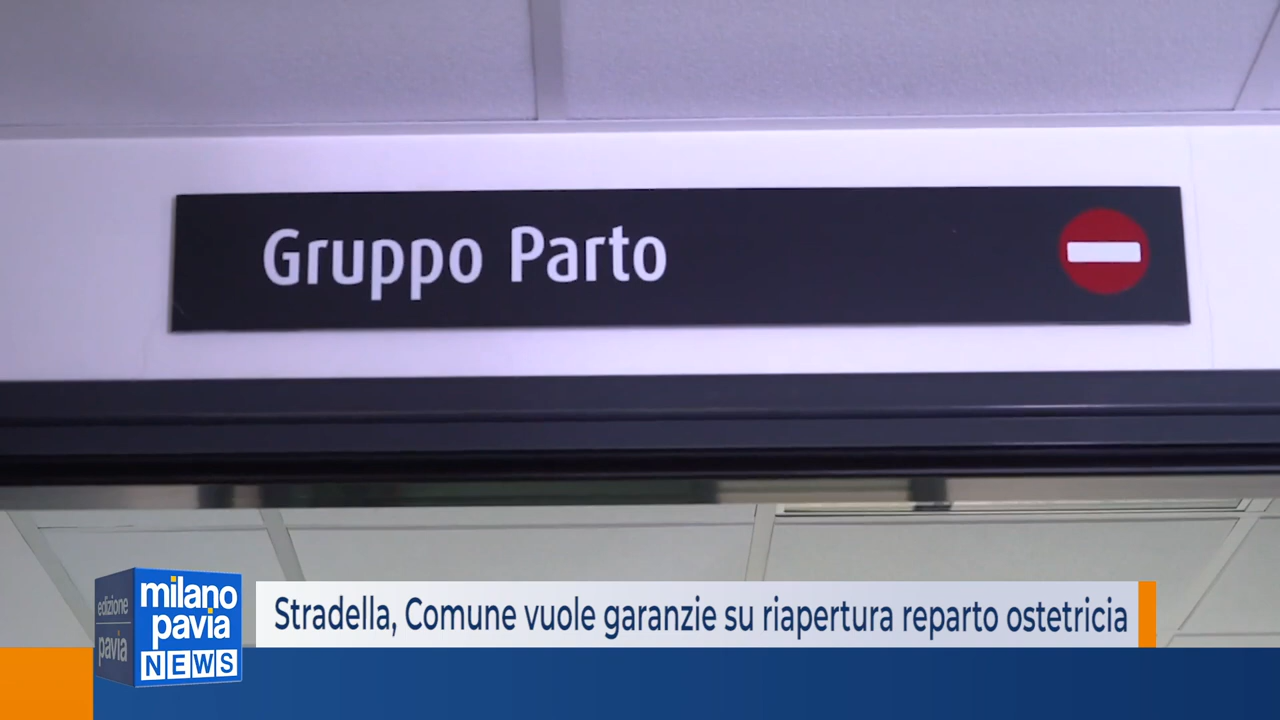 Gruppo Parto
Stradella, Comune vuole garanzie su riapertura reparto ostetricia
edizione
pavia
milano
pavia
NEWS